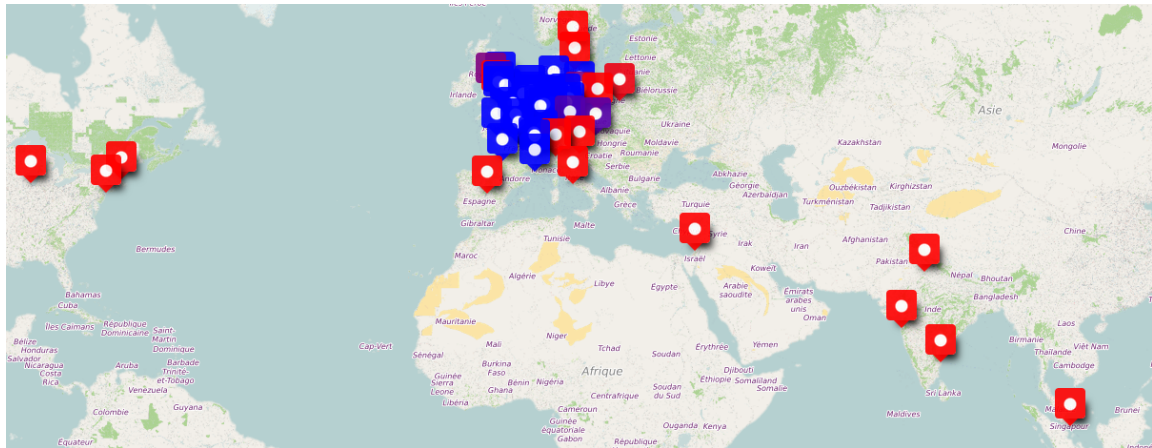 Norv
Estonie
Lettonie
Irlande
Biélorussie
Asie
Ukraine
Moldavie
Hongrie
Roumanie
Croatie
Serbie
Kazakhstan
Mongolie
Andorre
Monaco
Bulgarie
Albanie
Grèce
Abkhazie
Géorgie
Azerbaïdjan
Ouzbékistan
Kirghizistan
Turkménistan
Tadjikistan
Espagne
Gibraltar
Turquie
Chine
Malte
Syrie
Tunisie
Maroc
Irak
Iran
Afghanistan
Bermudes
Israël
Koweït
Pakistan
Népal
Bhoutan
Algérie
Libye
Égypte
Arabie
saoudite
Émirats
arabes
unis
Bangladesh
Bahamas
Cuba
Oman
Inde
Birmanie
Laos
Îles Caïmans
République
Dominicaine
Saint-
Martin
Mauritanie
Cap-Vert
Mali
Niger
Tchad
Soudan
Érythrée
Yémen
Thaïlande
Việt Nam
Cambodge
Bélize
Honduras
Salvador
Nicaragua
Costa
Rica
Aruba
Dominique
Barbade
Trinité-
et-Tobago
Venezuela
Sénégal
Burkina
Faso
Guinée
Bénin
Nigéria
Afrique
Soudan
du Sud
Djibouti
Éthiopie
Somaliland
Somalie
Sierra
Leone
Ghana
Libéria
Centrafrique
Sri Lanka
Maldives
Brunei
Singapour
Colombie
Guyana
Équateur
Cameroun
Guinée
équatoriale
Gabon
République
Ouganda
Kenya